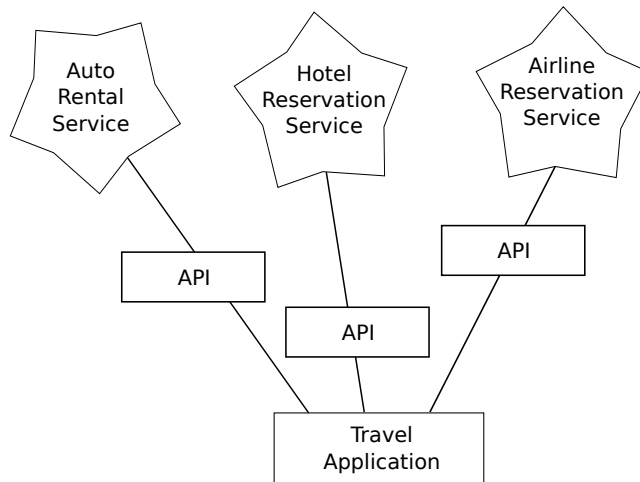 Auto
Rental
Service
Hotel
Reservation
Service
Airline
Reservation
Service
API
API
API
Travel
Application